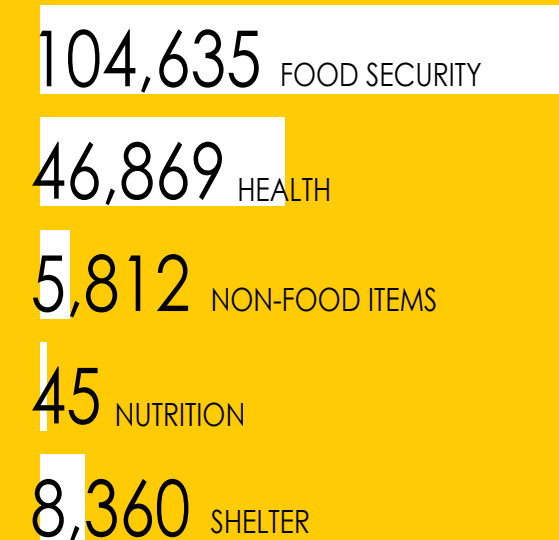 104,635 FOOD SECURITY
46,869 HEALTH
5,812 NON-FOOD ITEMS
45 NUTRITION
8,360 SHELTER